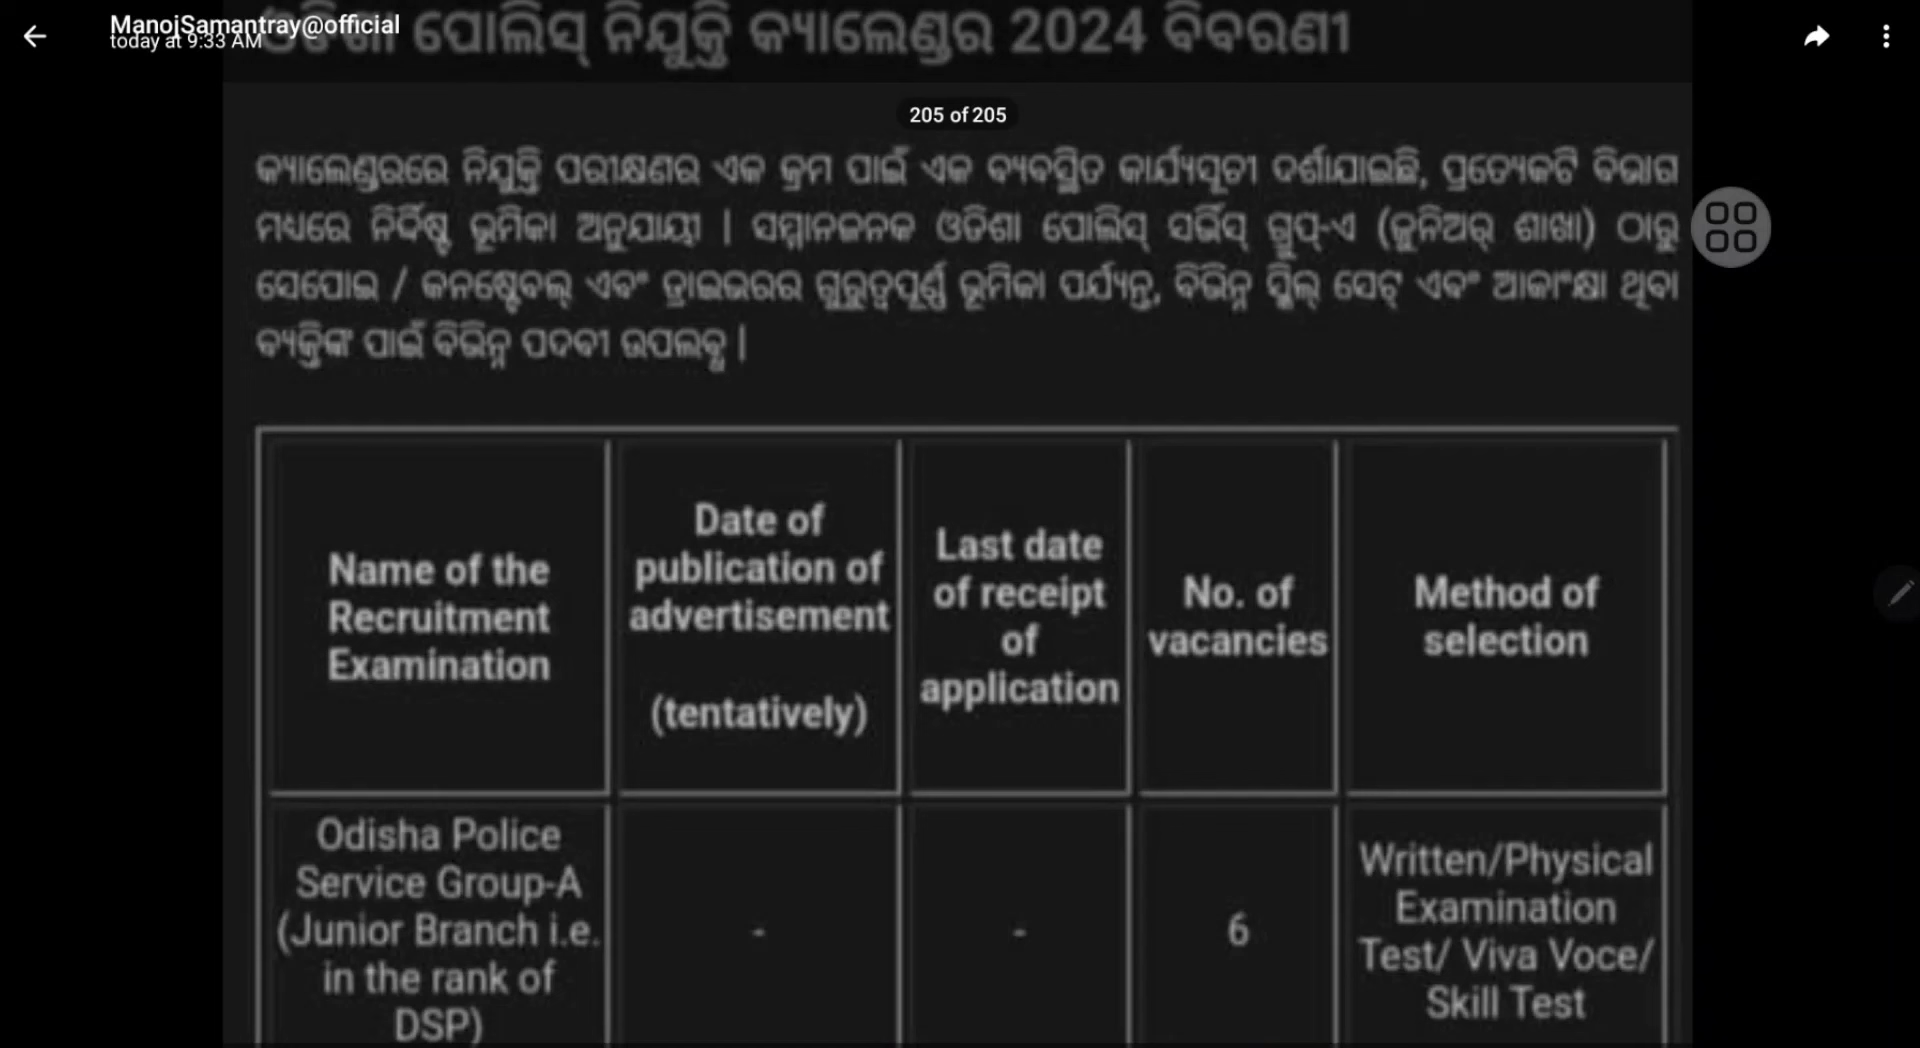 ManojSamantray@official
today at 9:33 AM
ଓଡିଶା ପୋଲିସ୍ ନିଯୁକ୍ତି କ୍ୟାଲେଣ୍ଡର 2024 ବିବରଣୀ
205 of 205
କ୍ୟାଲେଣ୍ଡରରେ ନିଯୁକ୍ତି ପରୀକ୍ଷଣର ଏକ କ୍ରମ ପାଇଁ ଏକ ବ୍ୟବସ୍ଥିତ କାର୍ଯ୍ୟସୂଚୀ ଦର୍ଶାଯାଇଛି, ପ୍ରତ୍ୟେକଟି ବିଭାଗ
ମଧ୍ୟରେ ନିର୍ଦ୍ଦିଷ୍ଟ ଭୂମିକା ଅନୁଯାୟୀ | ସମ୍ମାନଜନକ ଓଡିଶା ପୋଲିସ୍ ସର୍ଭିସ୍ ଗ୍ରୁପ୍-ଏ (ଜୁନିଅର୍ ଶାଖା) ଠାରୁ
ସେପୋଇ / କନଷ୍ଟେବଲ୍ ଏବଂ ଡ୍ରାଇଭରର ଗୁରୁତ୍ୱପୂର୍ଣ୍ଣ ଭୂମିକା ପର୍ଯ୍ୟନ୍ତ, ବିଭିନ୍ନ ସ୍କିଲ୍ ସେଟ୍ ଏବଂ ଆକାଂକ୍ଷା ଥିବା
ବ୍ୟକ୍ତିଙ୍କ ପାଇଁ ବିଭିନ୍ନ ପଦବୀ ଉପଲବ୍ଧ |
Name of the
Recruitment
Examination
Date of
publication of
advertisement
(tentatively)
Last date
of receipt
of
application
No. of
vacancies
Method of
selection
Odisha Police
Service Group-A
(Junior Branch i.e.
in the rank of
DSP)
-
-
6
Written/Physical
Examination
Test/ Viva Voce/
Skill Test